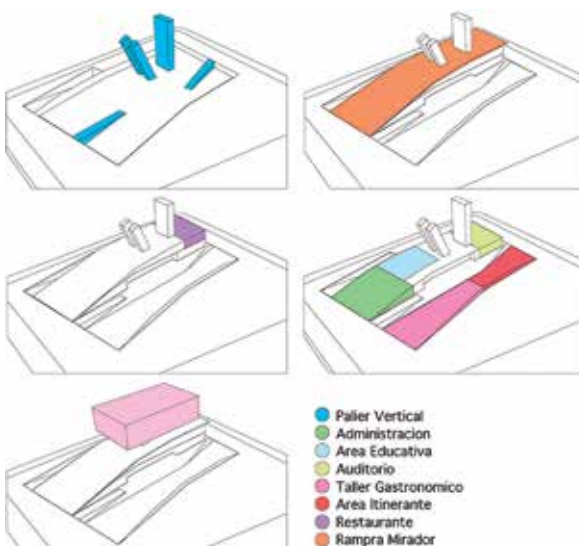 Palier Vertical
Administracion
Area Educativa
Auditorio
Taller Gastronomico
Area Itinerante
Restaurante
Rampra Mirador